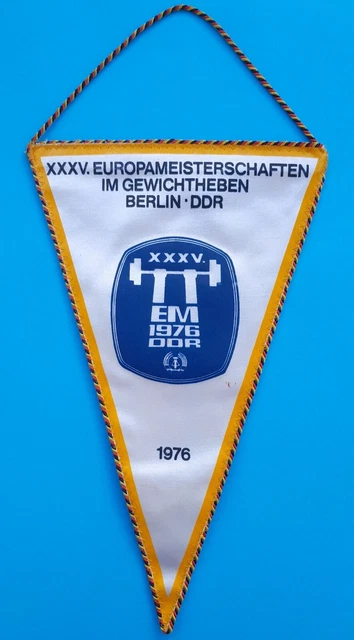 XXXV. EUROPAMEISTERSCHAFTEN
IM GEWICHTHEBEN
BERLIN · DDR
XXXV.
EM
1976
DDR
1976